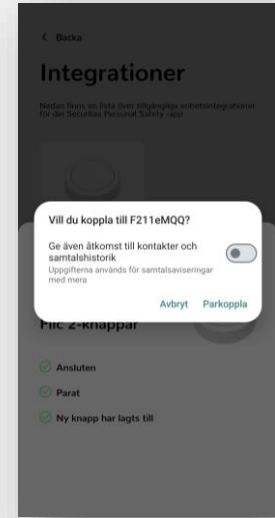 Backa
Integrationer
Nedan finns en lista över tillgängliga enhetsintegrationer
för din Securitas Personal Safety -app
Vill du koppla till F211eMQQ?
Ge även åtkomst till kontakter och
samtalshistorik
Uppgifterna används för samtalsaviseringar
med mera
Avbryt Parkoppla
Flic 2-knappar
Ansluten
Parat
Ny knapp har lagts till